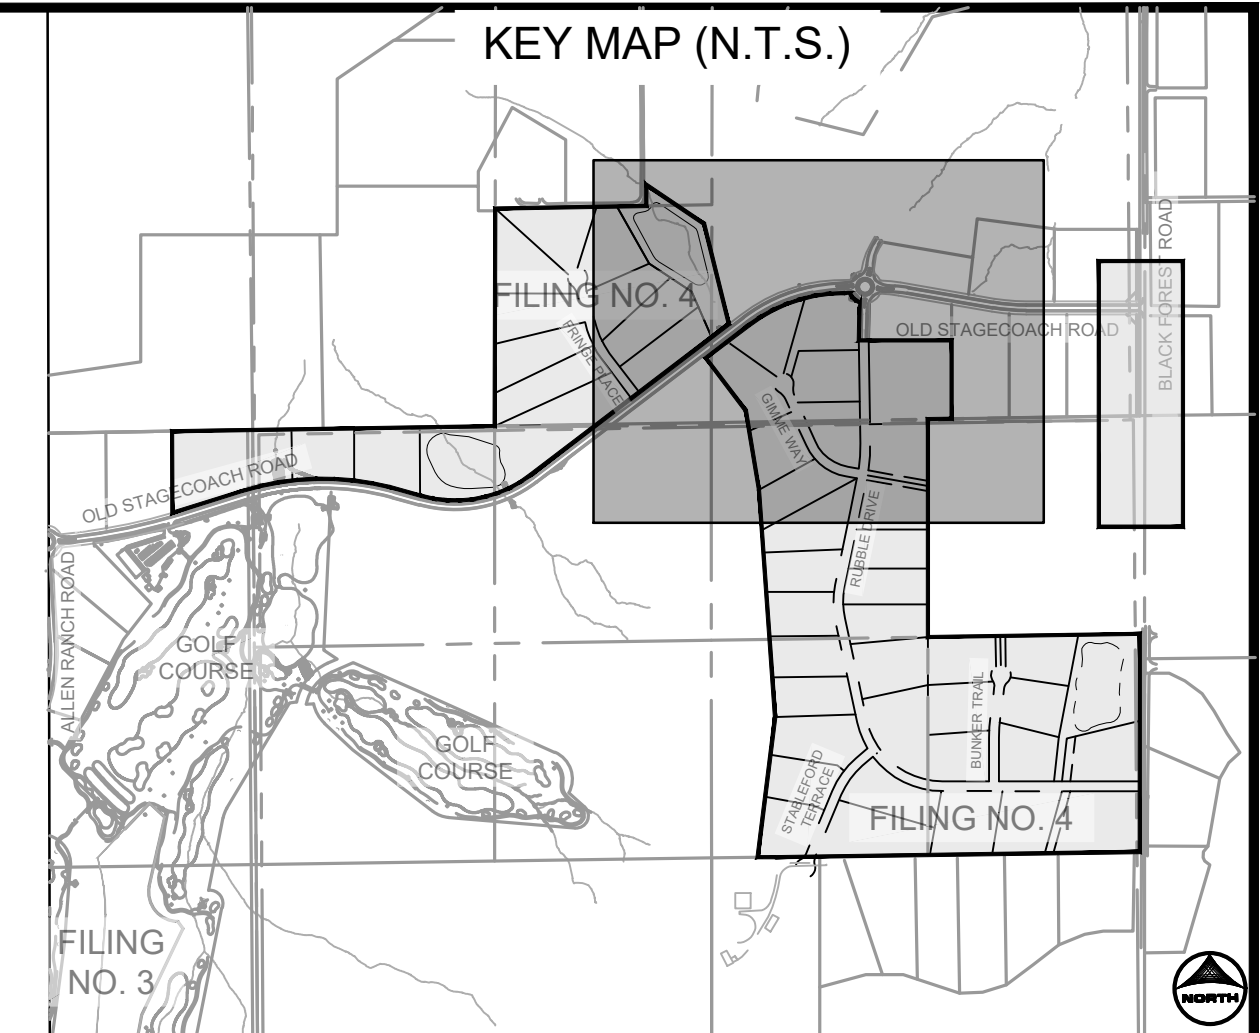 KEY MAP (N.T.S.)
FILING NO. 4
FRINGE PLACE
OLD STAGECOACH ROAD
BLACK FOREST ROAD
GIMME WAY
OLD STAGECOACH ROAD
RUBBLE DRIVE
ALLEN RANCH ROAD
GOLF
COURSE
GOLF
COURSE
BUNKER TRAIL
STABLEFORD
TERRACE
FILING NO. 4
FILING
NO. 3
NORTH